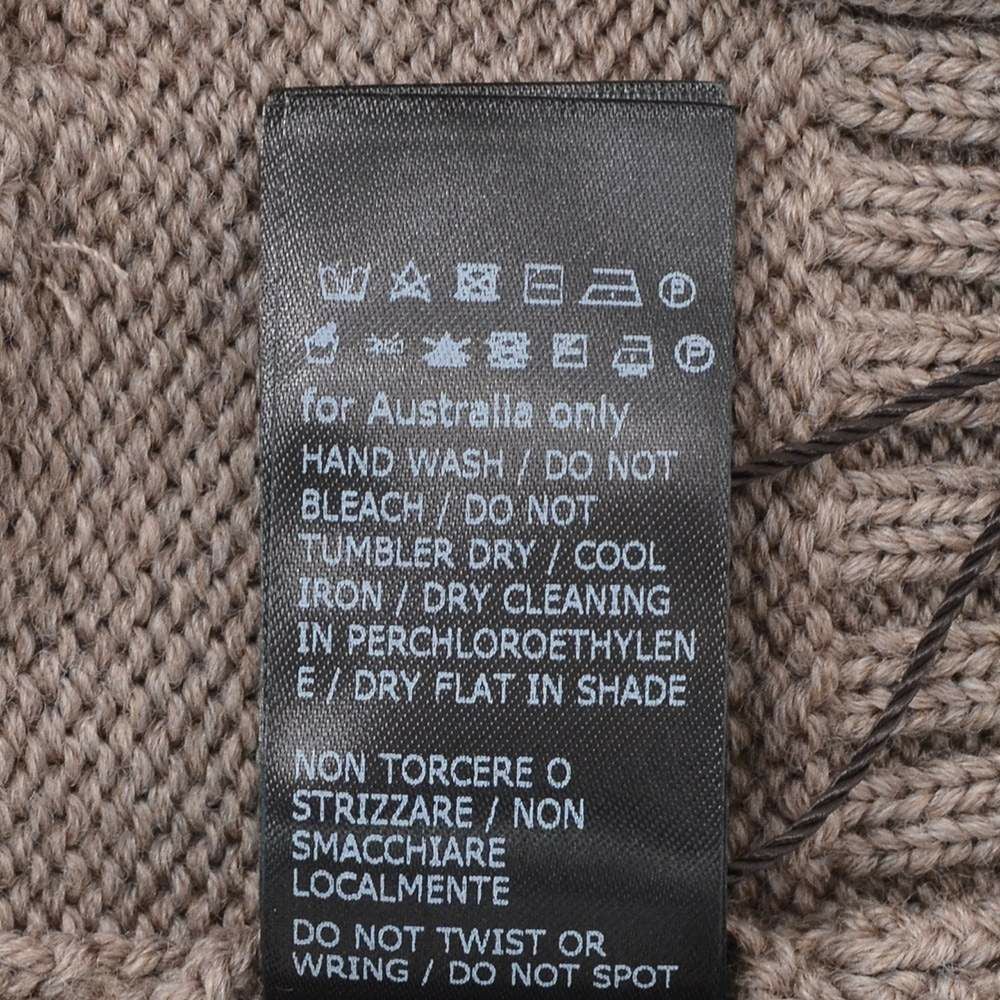 for Australia only
HAND WASH / DO NOT
BLEACH / DO NOT
TUMBLER DRY / COOL
IRON / DRY CLEANING
IN PERCHLOROETHYLEN
E / DRY FLAT IN SHADE
NON TORCERE O
STRIZZARE / NON
SMACCHIARE
LOCALMENTE
DO NOT TWIST OR
WRING / DO NOT SPOT